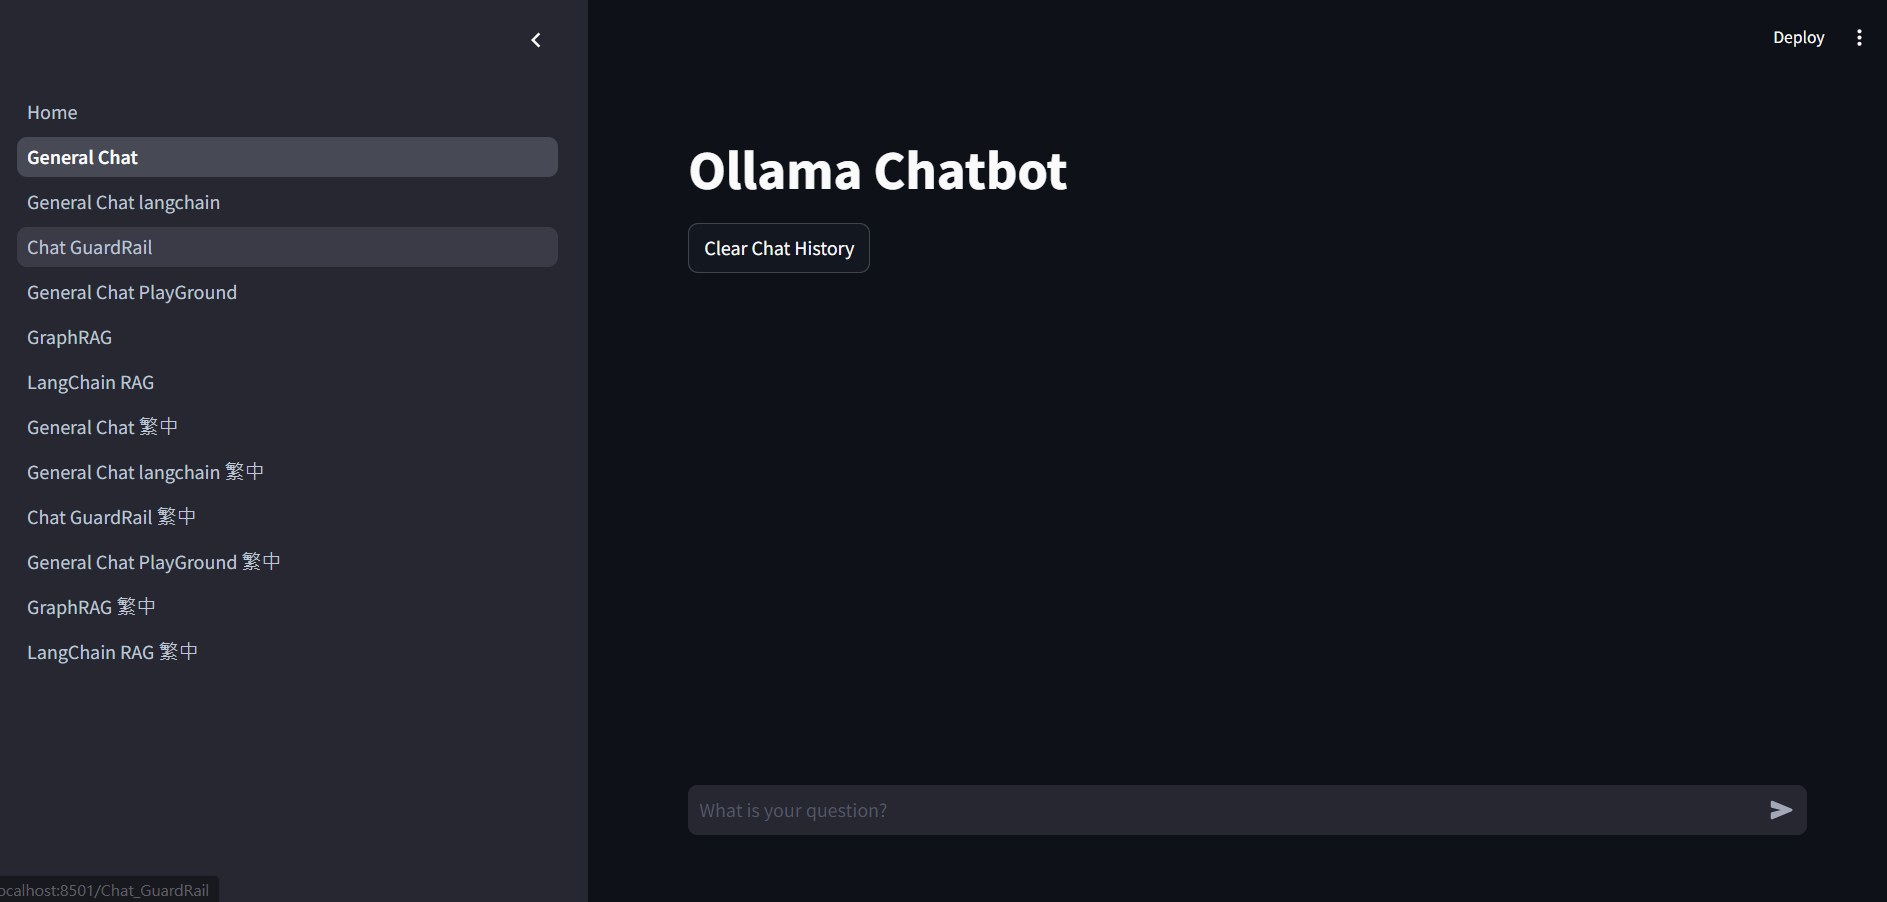 Deploy
Home
General Chat
General Chat langchain
Chat GuardRail
General Chat PlayGround
GraphRAG
LangChain RAG
General Chat 繁中
General Chat langchain 繁中
Chat GuardRail 繁中
General Chat PlayGround 繁中
GraphRAG 繁中
LangChain RAG 繁中
Ollama Chatbot
Clear Chat History
What is your question?
ocalhost:8501/Chat_GuardRail